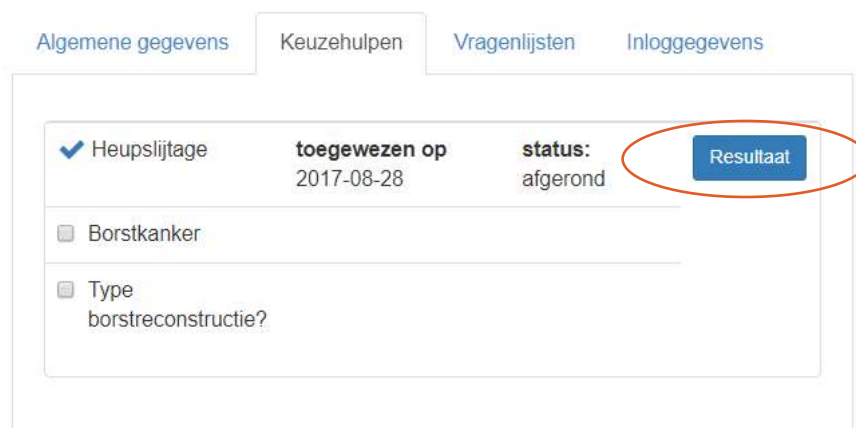 Algemene gegevens Keuzehulpen Vragenlijsten Inloggegevens
Heupslijtage toegewezen op status: Resultaat
2017-08-28 afgerond
Borstkanker
Type
borstreconstructie?